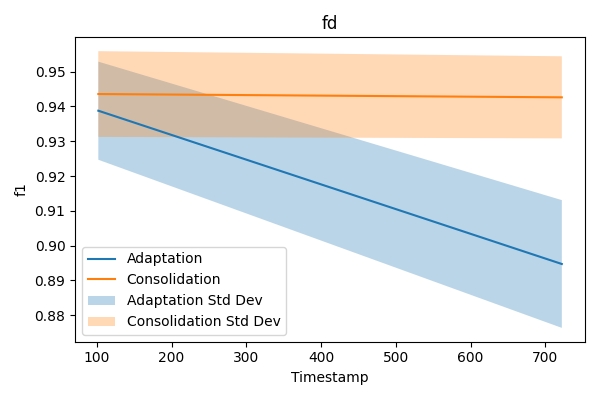 fd
f1
0.95
0.94
0.93
0.92
0.91
0.90
0.89
0.88
Adaptation
Consolidation
Adaptation Std Dev
Consolidation Std Dev
100 200 300 400 500 600 700
Timestamp